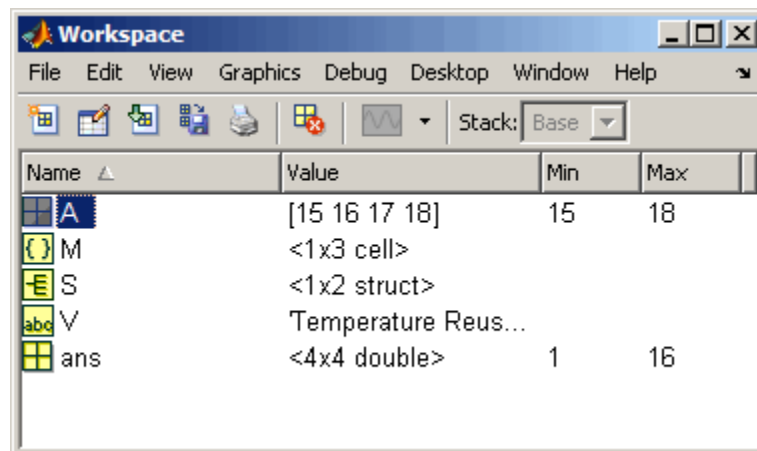 Workspace
File Edit View Graphics Debug Desktop Window Help
Stack: Base
Name Value Min Max
A [15 16 17 18] 15 18
{} M <1x3 cell>
S <1x2 struct>
abc V 'Temperature Reus...
ans <4x4 double> 1 16